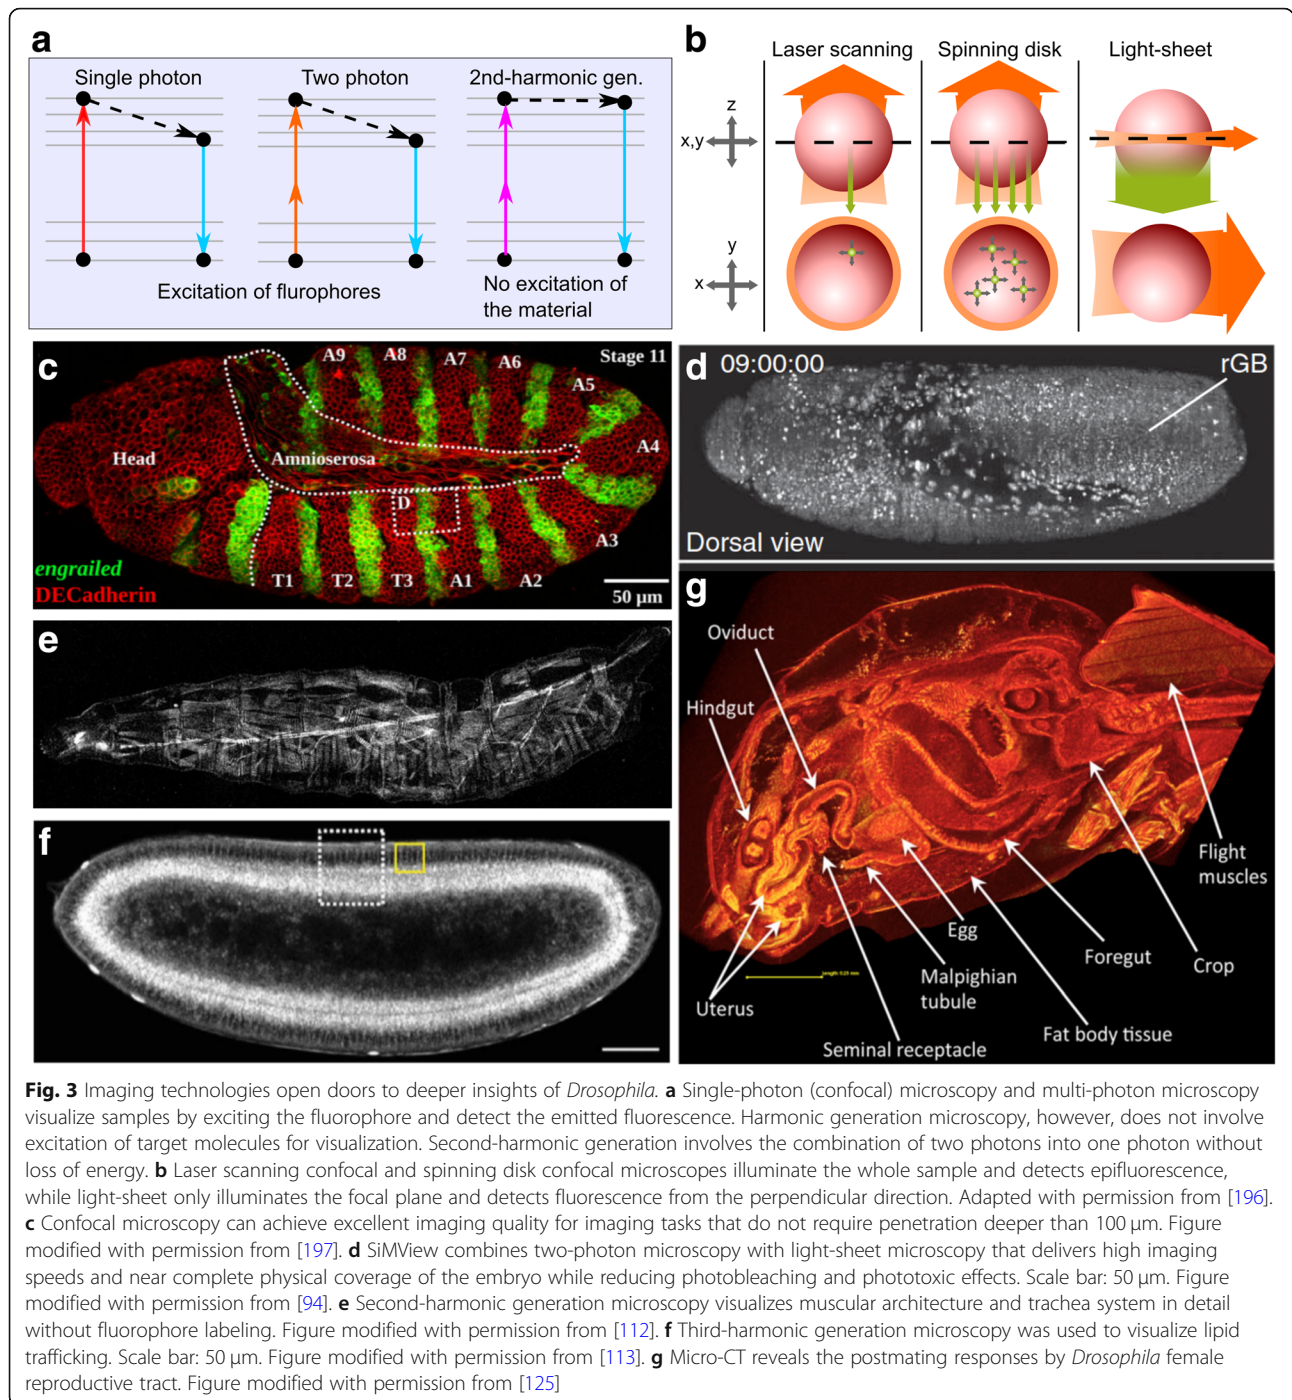 a
Single photon
Two photon
2nd-harmonic gen.
Excitation of flurophores
No excitation of
the material
b
Laser scanning
Spinning disk
Light-sheet
z
x,y
y
x
c
A9
A8
A7
A6
Stage 11
A5
A4
Head
Amnioserosa
D
A3
engrailed
DECadherin
T1
T2
T3
A1
A2
50 µm
d
09:00:00
rGB
Dorsal view
e
f
g
Oviduct
Hindgut
Flight
muscles
Egg
Foregut
Crop
Malpighian
tubule
Uterus
Length: 0.25 mm
Fat body tissue
Seminal receptacle
Fig. 3 Imaging technologies open doors to deeper insights of Drosophila. a Single-photon (confocal) microscopy and multi-photon microscopy
visualize samples by exciting the fluorophore and detect the emitted fluorescence. Harmonic generation microscopy, however, does not involve
excitation of target molecules for visualization. Second-harmonic generation involves the combination of two photons into one photon without
loss of energy. b Laser scanning confocal and spinning disk confocal microscopes illuminate the whole sample and detects epifluorescence,
while light-sheet only illuminates the focal plane and detects fluorescence from the perpendicular direction. Adapted with permission from [196].
c Confocal microscopy can achieve excellent imaging quality for imaging tasks that do not require penetration deeper than 100 µm. Figure
modified with permission from [197]. d SiMView combines two-photon microscopy with light-sheet microscopy that delivers high imaging
speeds and near complete physical coverage of the embryo while reducing photobleaching and phototoxic effects. Scale bar: 50 µm. Figure
modified with permission from [94]. e Second-harmonic generation microscopy visualizes muscular architecture and trachea system in detail
without fluorophore labeling. Figure modified with permission from [112]. f Third-harmonic generation microscopy was used to visualize lipid
trafficking. Scale bar: 50 µm. Figure modified with permission from [113]. g Micro-CT reveals the postmating responses by Drosophila female
reproductive tract. Figure modified with permission from [125]